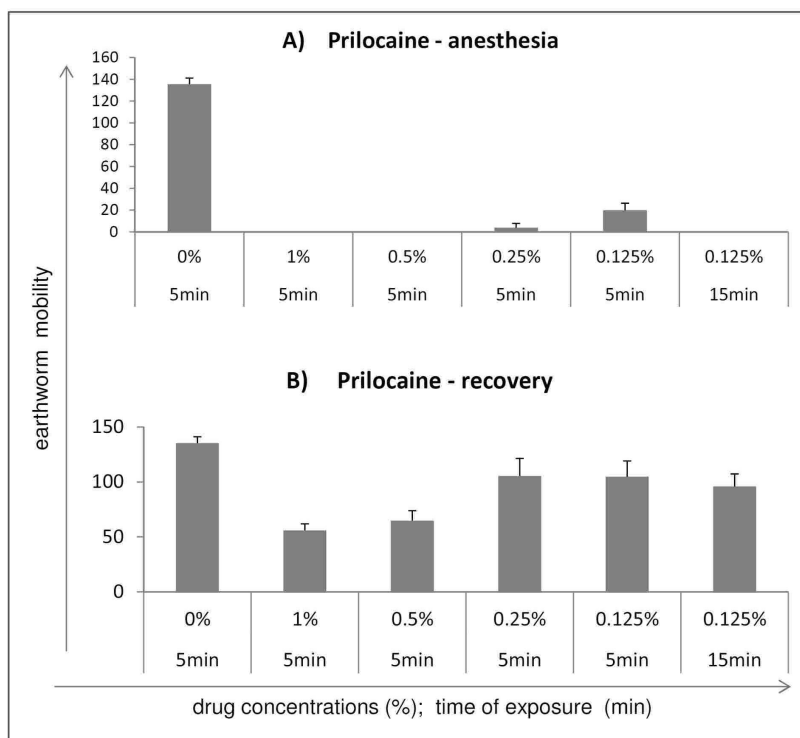 A) Prilocaine - anesthesia
160
140
120
100
80
60
40
20
0
0% 1% 0.5% 0.25% 0.125% 0.125%
5min 5min 5min 5min 5min 15min
earthworm mobility
B) Prilocaine - recovery
150
100
50
0
0% 1% 0.5% 0.25% 0.125% 0.125%
5min 5min 5min 5min 5min 15min
drug concentrations (%); time of exposure (min)